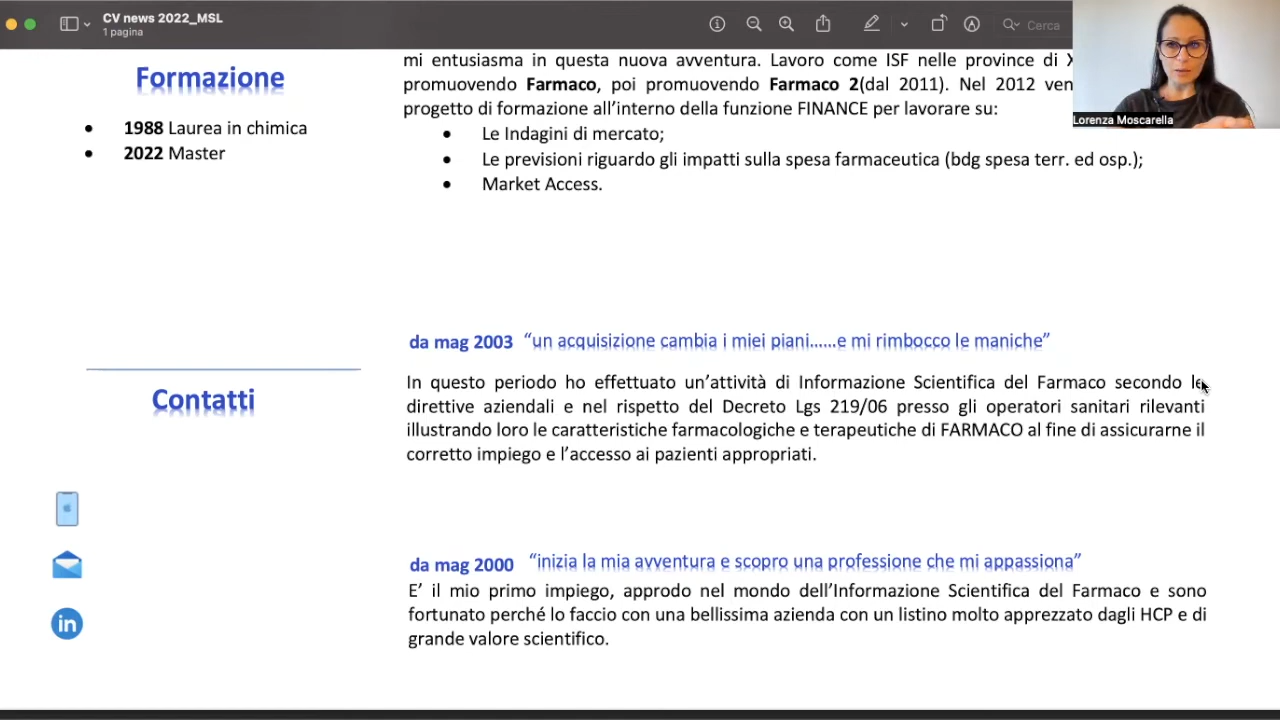 CV news 2022_MSL
1 pagina
Cerca
Lorenza Moscarella
Formazione
• 1988 Laurea in chimica
• 2022 Master
Contatti
in
mi entusiasma in questa nuova avventura. Lavoro come ISF nelle province di
promuovendo Farmaco, poi promuovendo Farmaco 2(dal 2011). Nel 2012
progetto di formazione all’interno della funzione FINANCE per lavorare su:
• Le Indagini di mercato;
• Le previsioni riguardo gli impatti sulla spesa farmaceutica (bdg spesa terr. ed osp.);
• Market Access.
da mag 2003 “un acquisizione cambia i miei piani……e mi rimbocco le maniche”
In questo periodo ho effettuato un’attività di Informazione Scientifica del Farmaco secondo le
direttive aziendali e nel rispetto del Decreto Lgs 219/06 presso gli operatori sanitari rilevanti
illustrando loro le caratteristiche farmacologiche e terapeutiche di FARMACO al fine di assicurarne il
corretto impiego e l’accesso ai pazienti appropriati.
da mag 2000 “inizia la mia avventura e scopro una professione che mi appassiona”
E’ il mio primo impiego, approdo nel mondo dell’Informazione Scientifica del Farmaco e sono
fortunato perché lo faccio con una bellissima azienda con un listino molto apprezzato dagli HCP e di
grande valore scientifico.